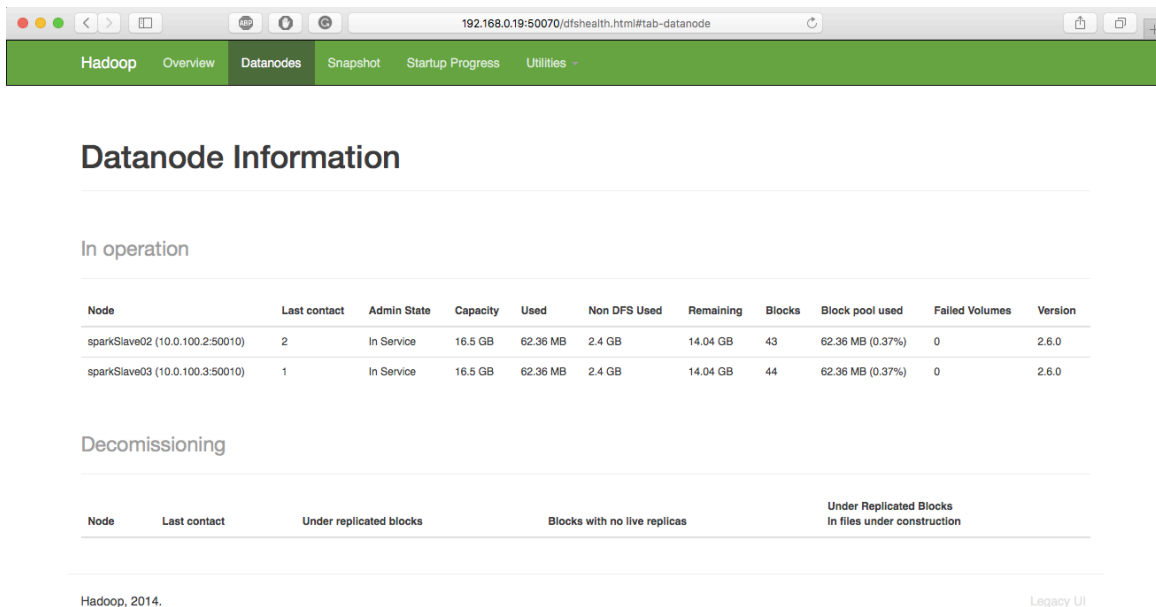 ABP
192.168.0.19:50070/dfshealth.html#tab-datanode
Hadoop Overview Datanodes Snapshot Startup Progress Utilities
Datanode Information
In operation
Node Last contact Admin State Capacity Used Non DFS Used Remaining Blocks Block pool used Failed Volumes Version
sparkSlave02 (10.0.100.2:50010) 2 In Service 16.5 GB 62.36 MB 2.4 GB 14.04 GB 43 62.36 MB (0.37%) 0 2.6.0
sparkSlave03 (10.0.100.3:50010) 1 In Service 16.5 GB 62.36 MB 2.4 GB 14.04 GB 44 62.36 MB (0.37%) 0 2.6.0
Decomissioning
Node Last contact Under replicated blocks Blocks with no live replicas Under Replicated Blocks
In files under construction
Hadoop, 2014. Legacy UI